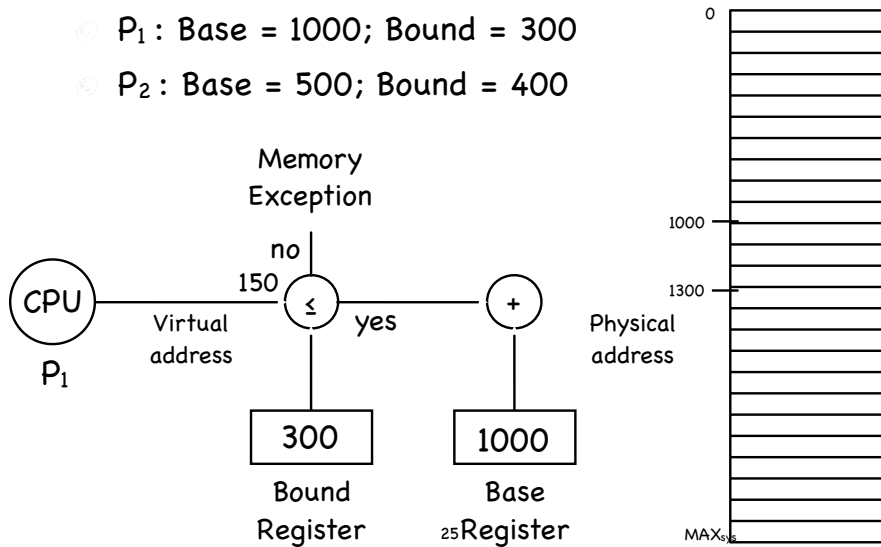 P₁ : Base = 1000; Bound = 300
P₂ : Base = 500; Bound = 400
0
Memory
Exception
no
1000
150
1300
CPU
≤
+
Virtual
address
yes
Physical
address
P₁
300
1000
Bound
Register
Base
25 Register
MAXsys